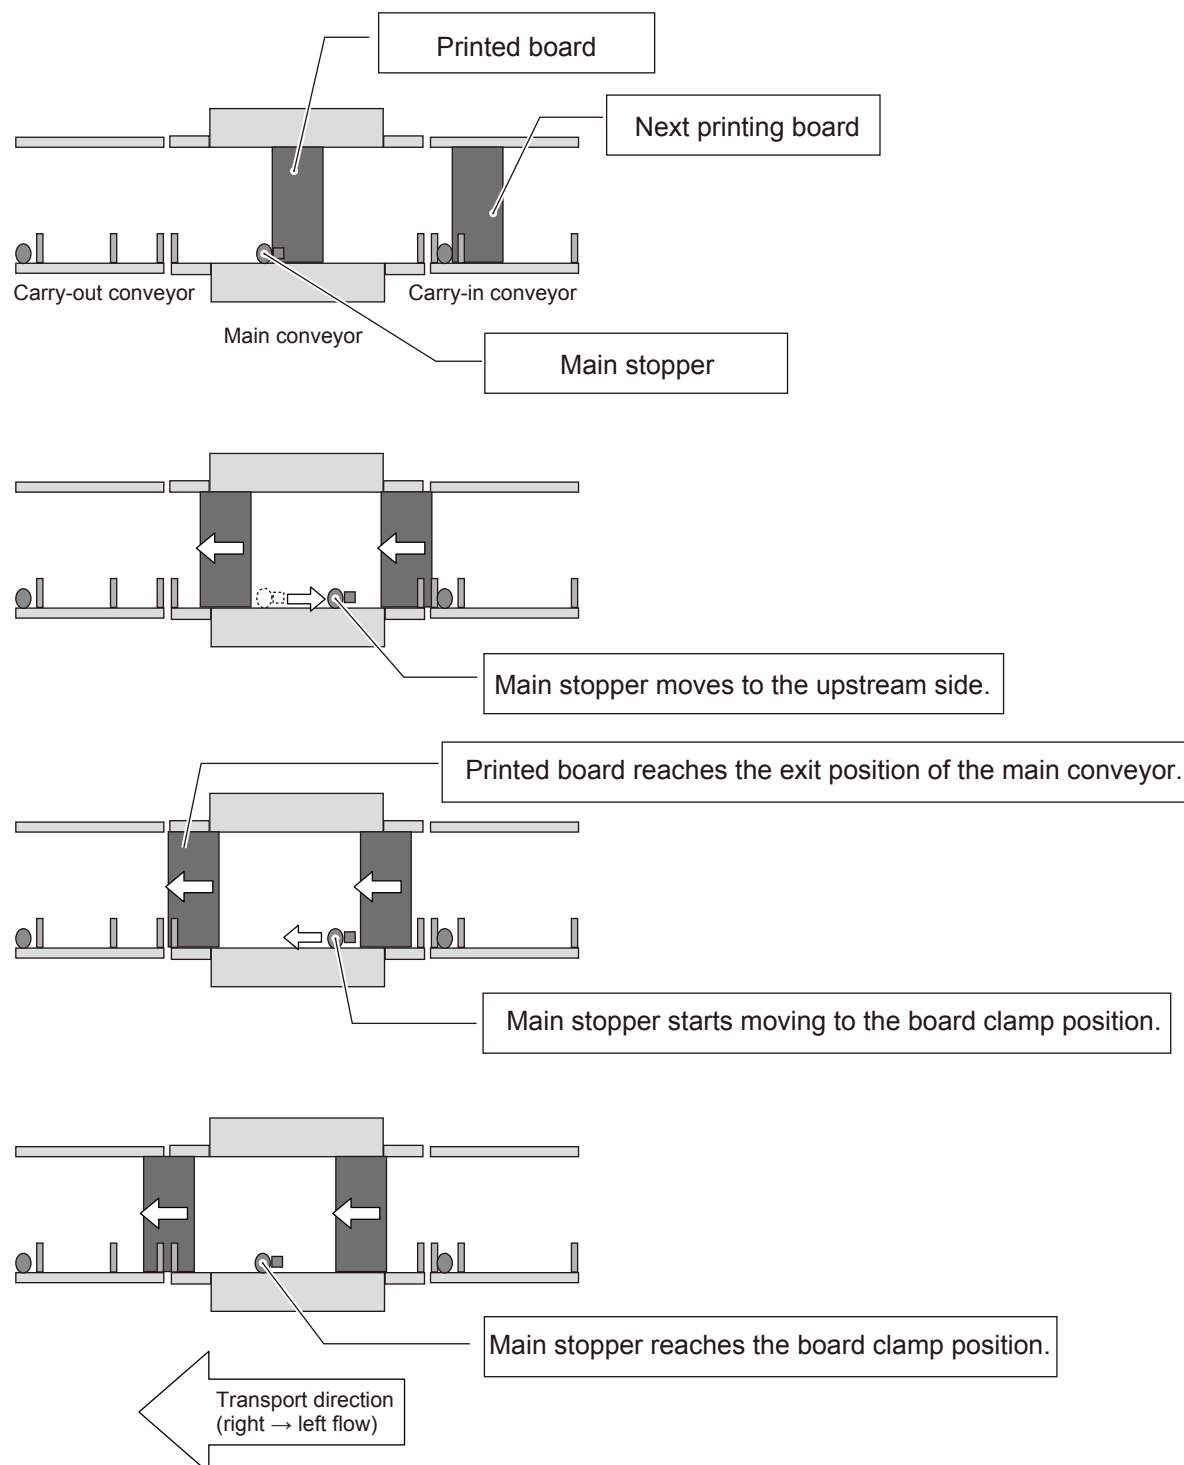 Printed board
Next printing board
Carry-out conveyor
Carry-in conveyor
Main conveyor
Main stopper
Main stopper moves to the upstream side.
Printed board reaches the exit position of the main conveyor.
Main stopper starts moving to the board clamp position.
Main stopper reaches the board clamp position.
Transport direction
(right → left flow)